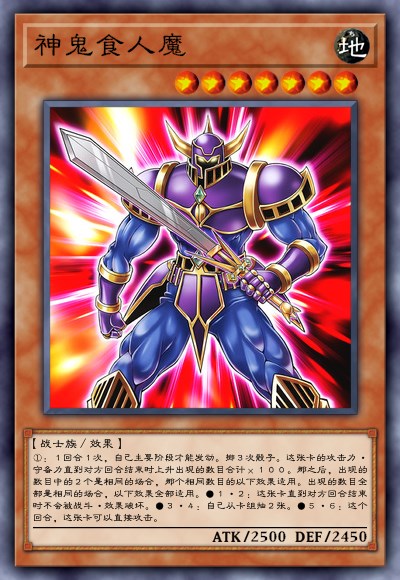 神鬼食人魔
地
【战士族／效果】
①：1回合1次，自己主要阶段才能发动。掷3次骰子。这张卡的攻击力·
守备力直到对方回合结束时上升出现的数目合计×100。那之后，出现的
数目中的2个是相同的场合，那个相同数目的以下效果适用。出现的数目全
部是相同的场合，以下效果全部适用。●1·2：这张卡直到对方回合结束
时不会被战斗·效果破坏。●3·4：自己从卡组抽2张。●5·6：这个
回合，这张卡可以直接攻击。
ATK/2500 DEF/2450